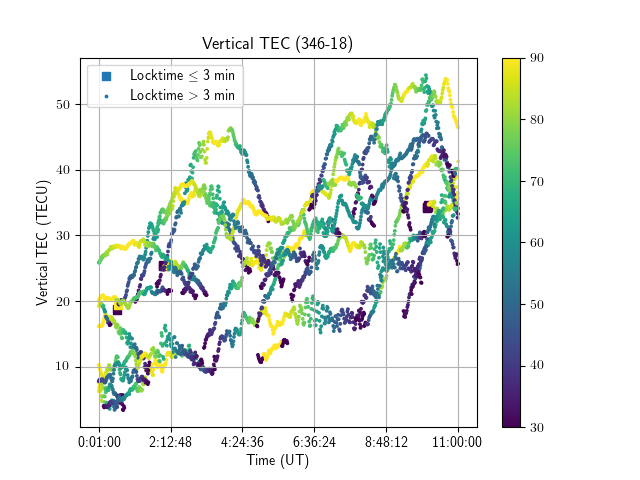 Vertical TEC (346-18)
Locktime ≤ 3 min
Locktime > 3 min
Vertical TEC (TECU)
50
40
30
20
10
0:01:00 2:12:48 4:24:36 6:36:24 8:48:12 11:00:00
Time (UT)
90
80
70
60
50
40
30